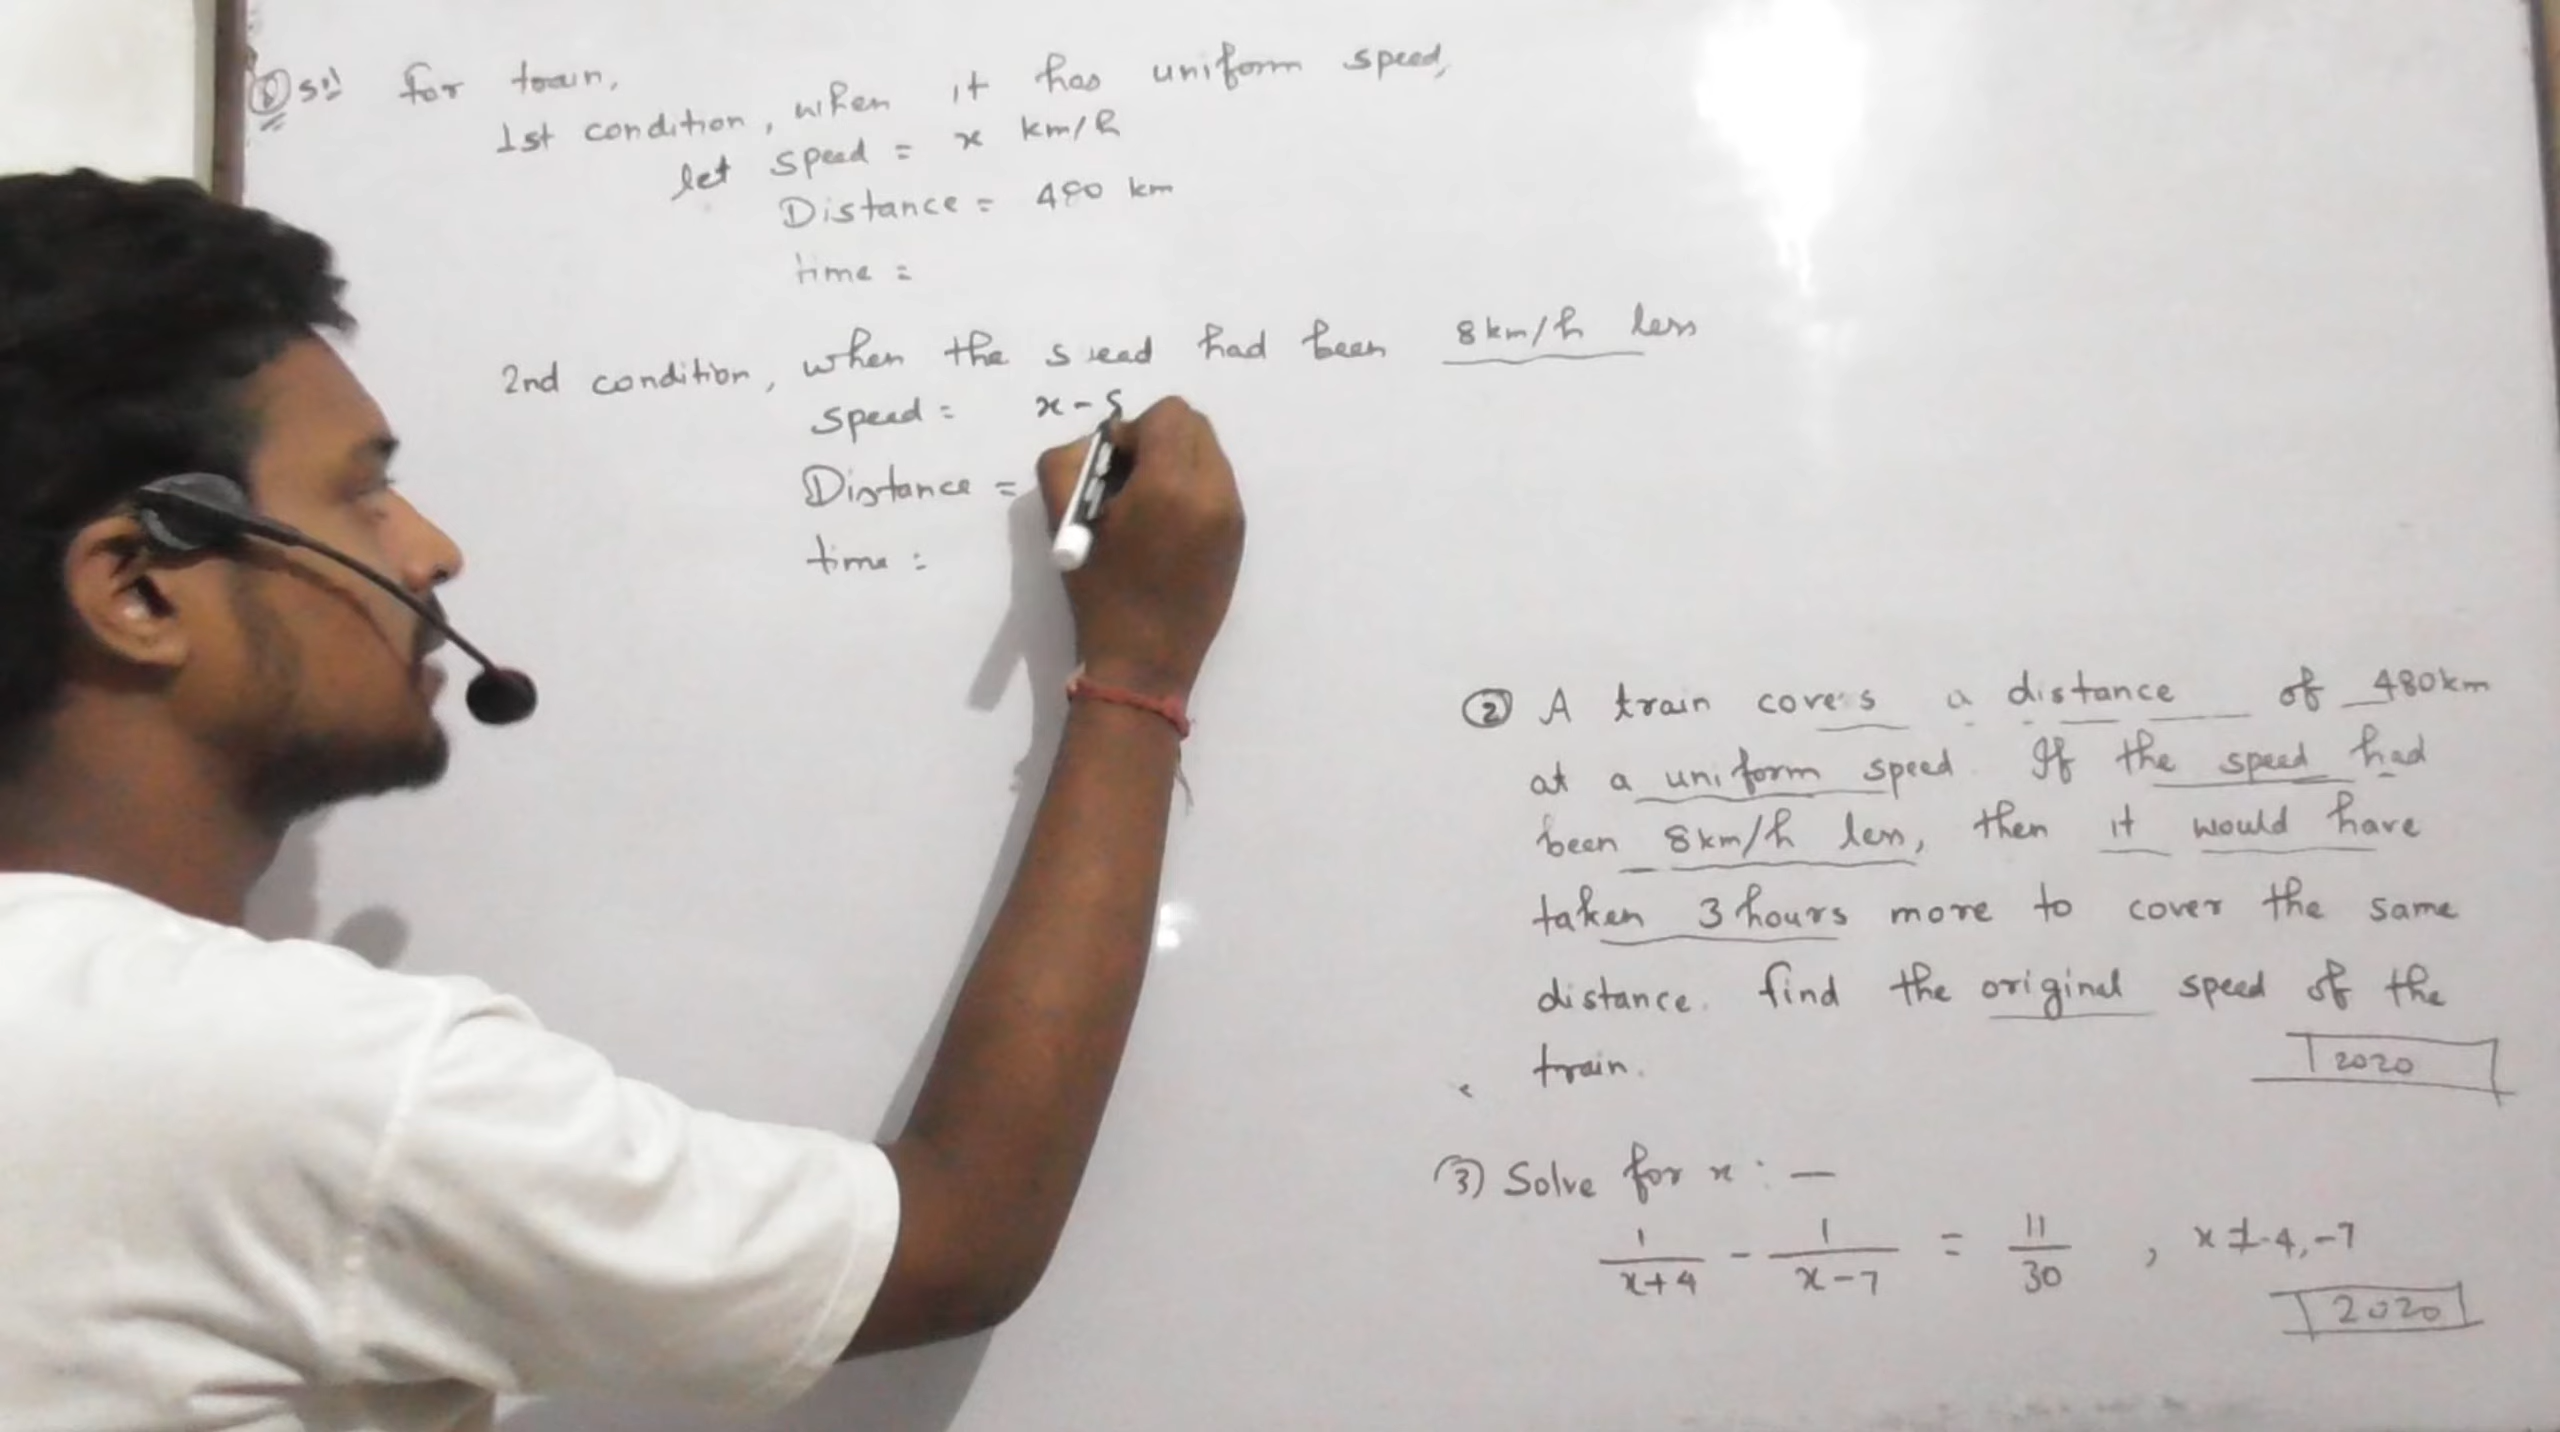 ② Solⁿ for train,
1st condition, when it has uniform speed,
let speed = x km/h
Distance = 480 km
time =
2nd condition, when the speed had been 8km/h less
speed = x -
Distance =
time =
② A train covers a distance of 480km
at a uniform speed. If the speed had
been 8km/h less, then it would have
taken 3 hours more to cover the same
distance. find the original speed of the
train.
2020
③ Solve for x : —
1/(x+4) - 1/(x-7) = 11/30 , x ≠ -4, -7
2020